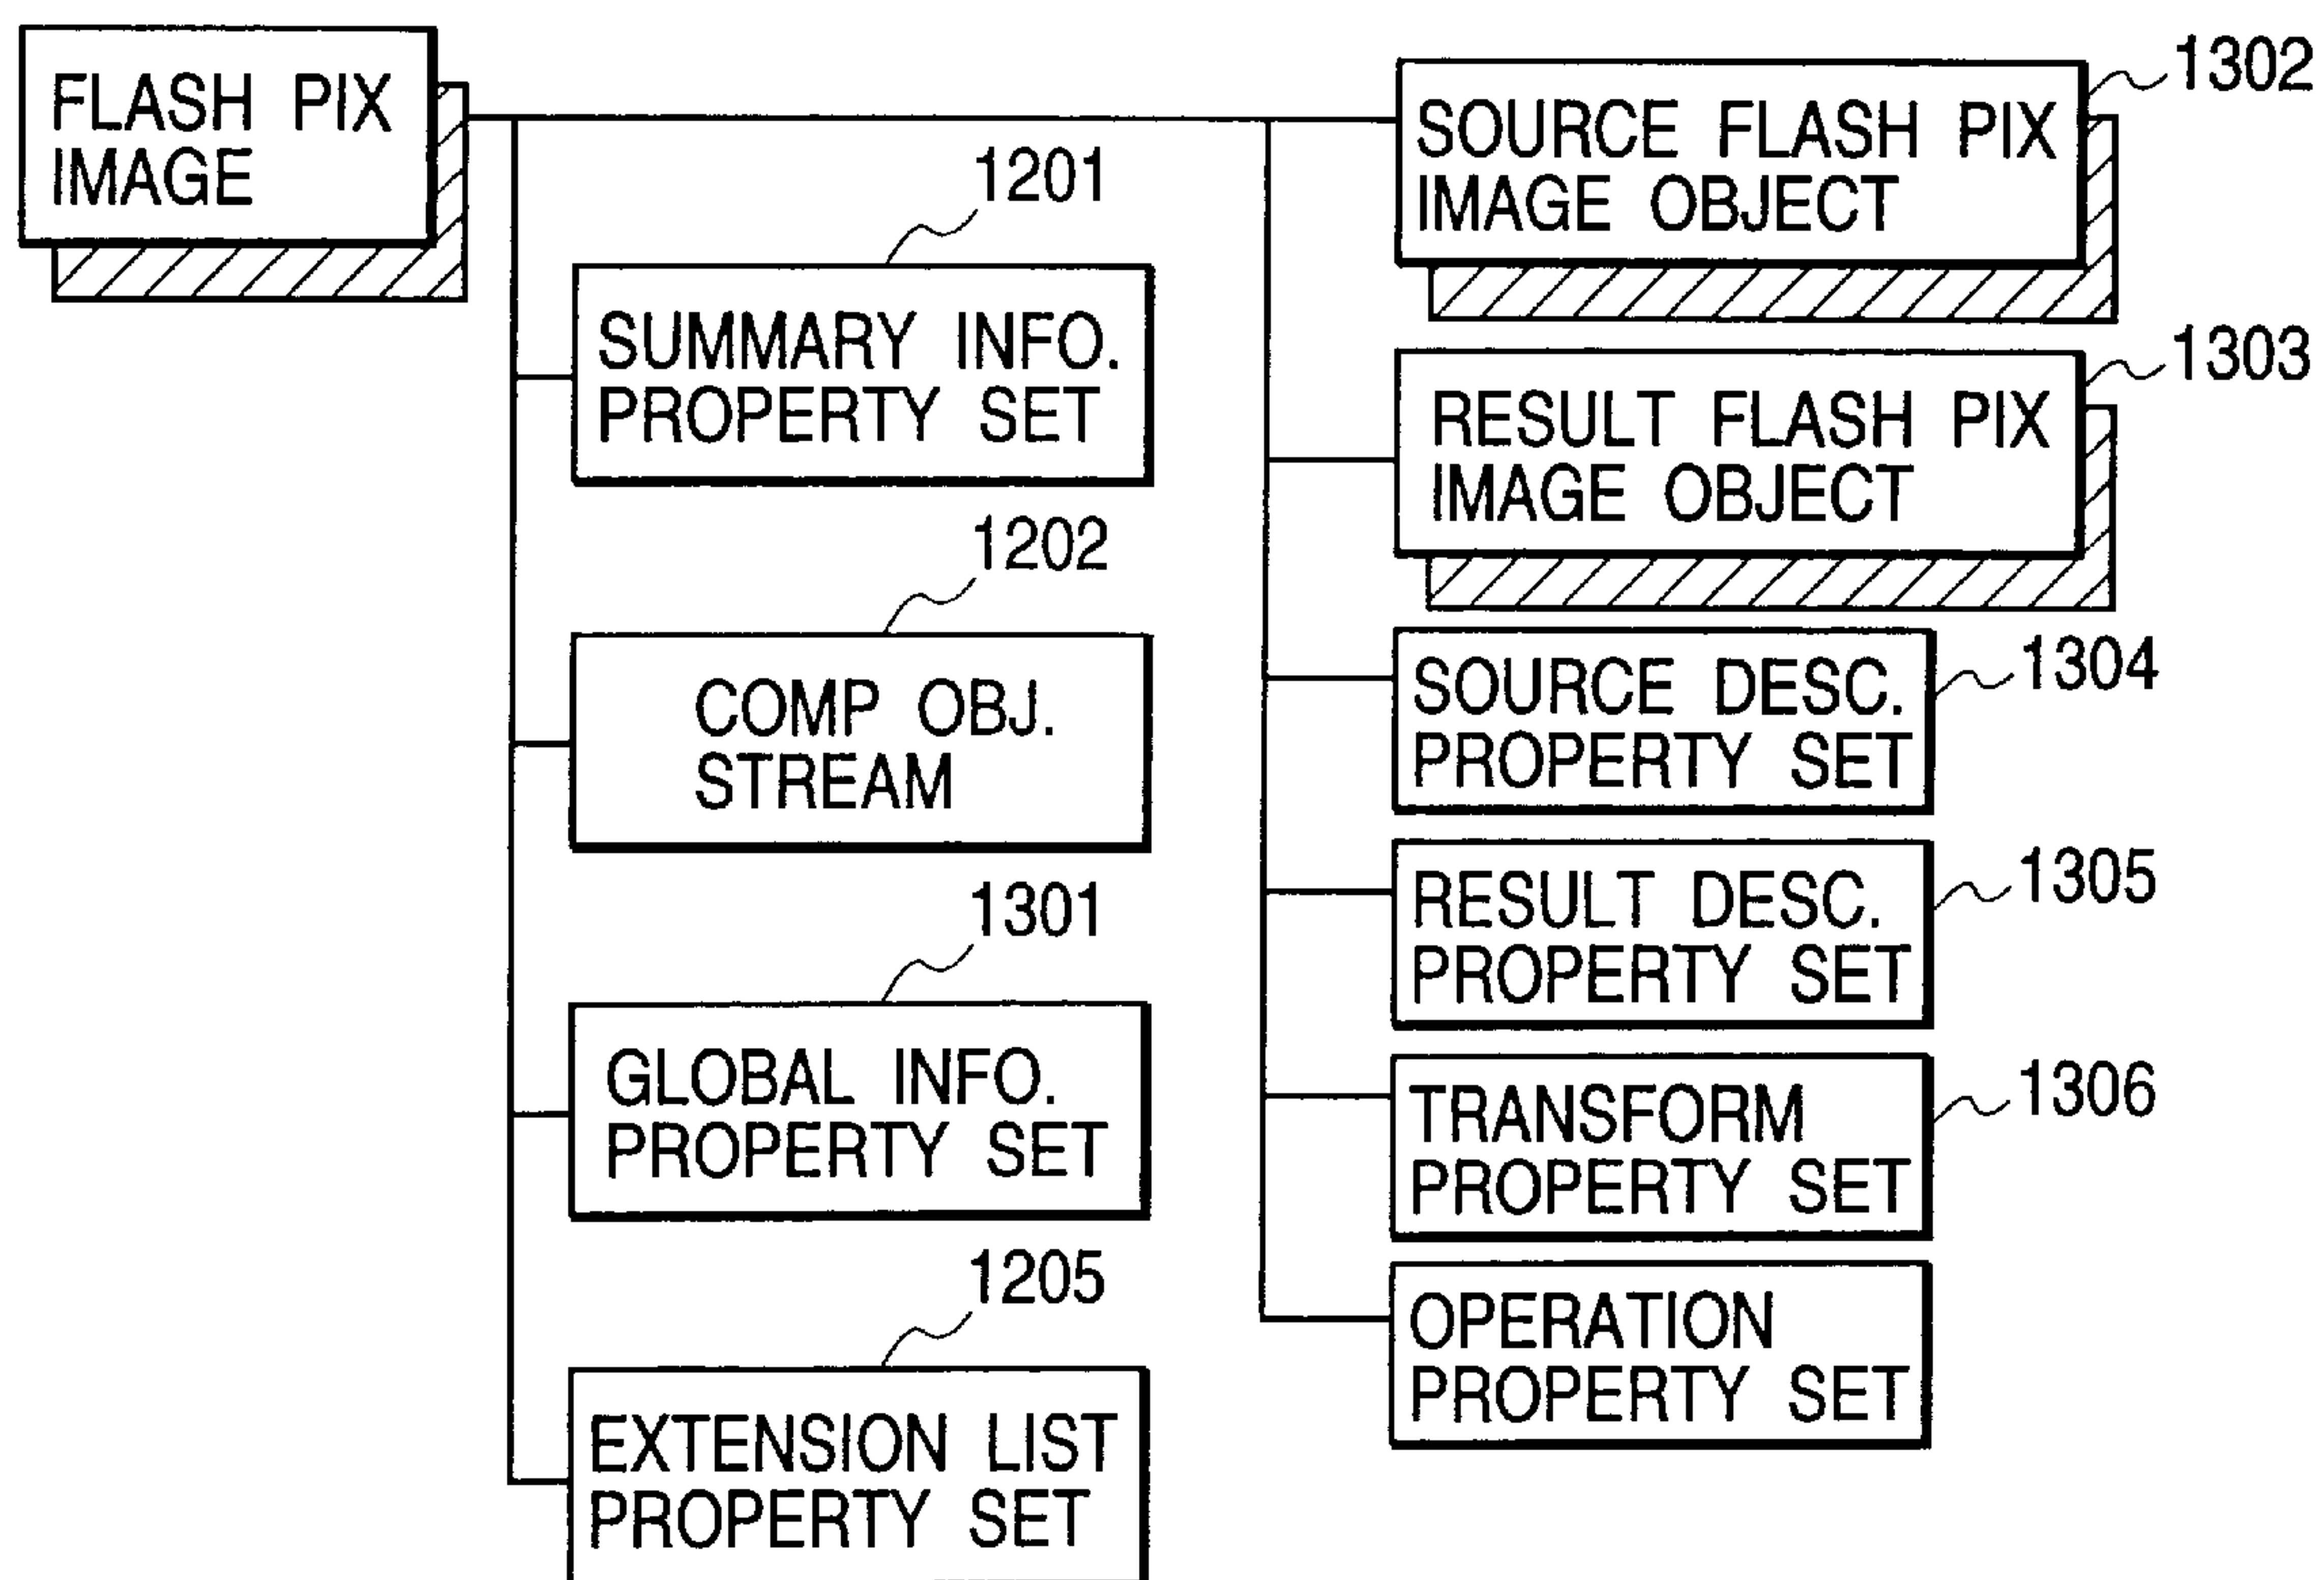 FLASH PIX
IMAGE
1201
SUMMARY INFO.
PROPERTY SET
1202
COMP OBJ.
STREAM
1301
GLOBAL INFO.
PROPERTY SET
1205
EXTENSION LIST
PROPERTY SET
1302
SOURCE FLASH PIX
IMAGE OBJECT
1303
RESULT FLASH PIX
IMAGE OBJECT
1304
SOURCE DESC.
PROPERTY SET
1305
RESULT DESC.
PROPERTY SET
1306
TRANSFORM
PROPERTY SET
OPERATION
PROPERTY SET